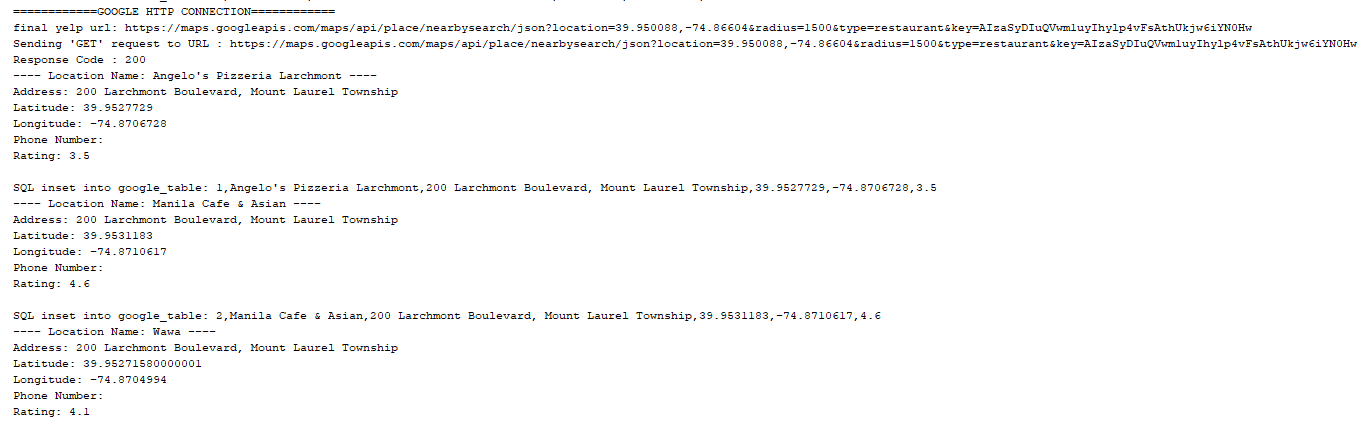 ============GOOGLE HTTP CONNECTION============
final yelp url: https://maps.googleapis.com/maps/api/place/nearbysearch/json?location=39.950088,-74.86604&radius=1500&type=restaurant&key=AIzaSyDIuQVwmluyIhylp4vFsAthUkjw6iYN0Hw
Sending 'GET' request to URL : https://maps.googleapis.com/maps/api/place/nearbysearch/json?location=39.950088,-74.86604&radius=1500&type=restaurant&key=AIzaSyDIuQVwmluyIhylp4vFsAthUkjw6iYN0Hw
Response Code : 200
---- Location Name: Angelo's Pizzeria Larchmont ----
Address: 200 Larchmont Boulevard, Mount Laurel Township
Latitude: 39.9527729
Longitude: -74.8706728
Phone Number:
Rating: 3.5
SQL inset into google_table: 1,Angelo's Pizzeria Larchmont,200 Larchmont Boulevard, Mount Laurel Township,39.9527729,-74.8706728,3.5
---- Location Name: Manila Cafe & Asian ----
Address: 200 Larchmont Boulevard, Mount Laurel Township
Latitude: 39.9531183
Longitude: -74.8710617
Phone Number:
Rating: 4.6
SQL inset into google_table: 2,Manila Cafe & Asian,200 Larchmont Boulevard, Mount Laurel Township,39.9531183,-74.8710617,4.6
---- Location Name: Wawa ----
Address: 200 Larchmont Boulevard, Mount Laurel Township
Latitude: 39.95271580000001
Longitude: -74.8704994
Phone Number:
Rating: 4.1